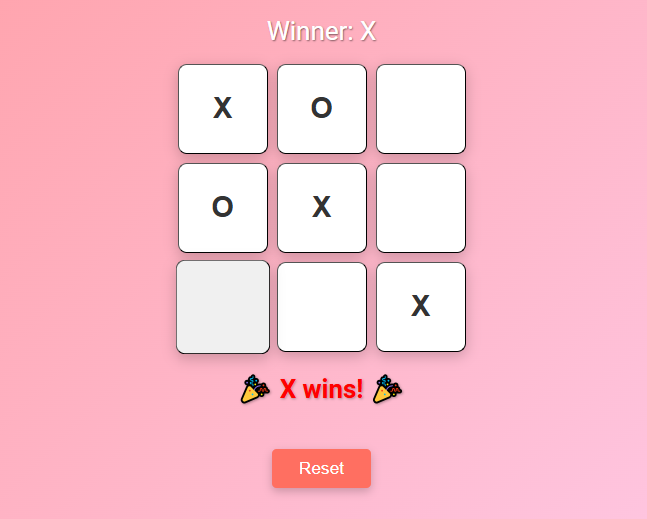 Winner: X
X O
O X
X
X wins!
Reset